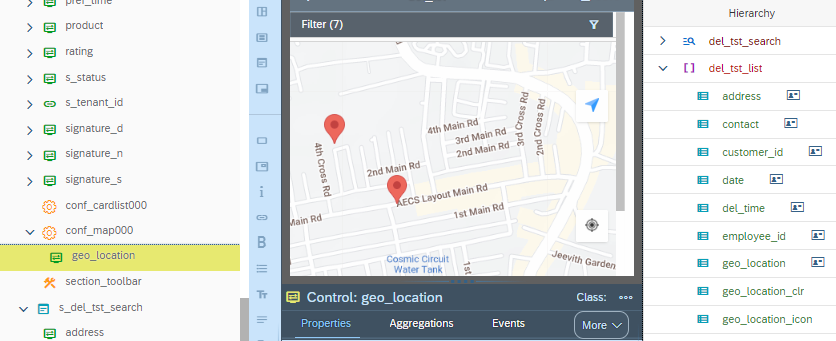 pref_time
product
rating
s_status
s_tenant_id
signature_d
signature_n
signature_s
conf_cardlist000
conf_map000
geo_location
section_toolbar
s_del_tst_search
address
Filter (7)
4th Main Rd
3rd Main Rd
2nd Main Rd
3rd Cross Rd
2nd Cross Rd
4th Cross Rd
2nd Main Rd
AECS Layout Main Rd
Main Rd
1st Main Rd
Cosmic Circuit
Water Tank
1st
Jeevith Garden
Control: geo_location
Class:
Properties
Aggregations
Events
More
Hierarchy
del_tst_search
del_tst_list
address
contact
customer_id
date
del_time
employee_id
geo_location
geo_location_clr
geo_location_icon